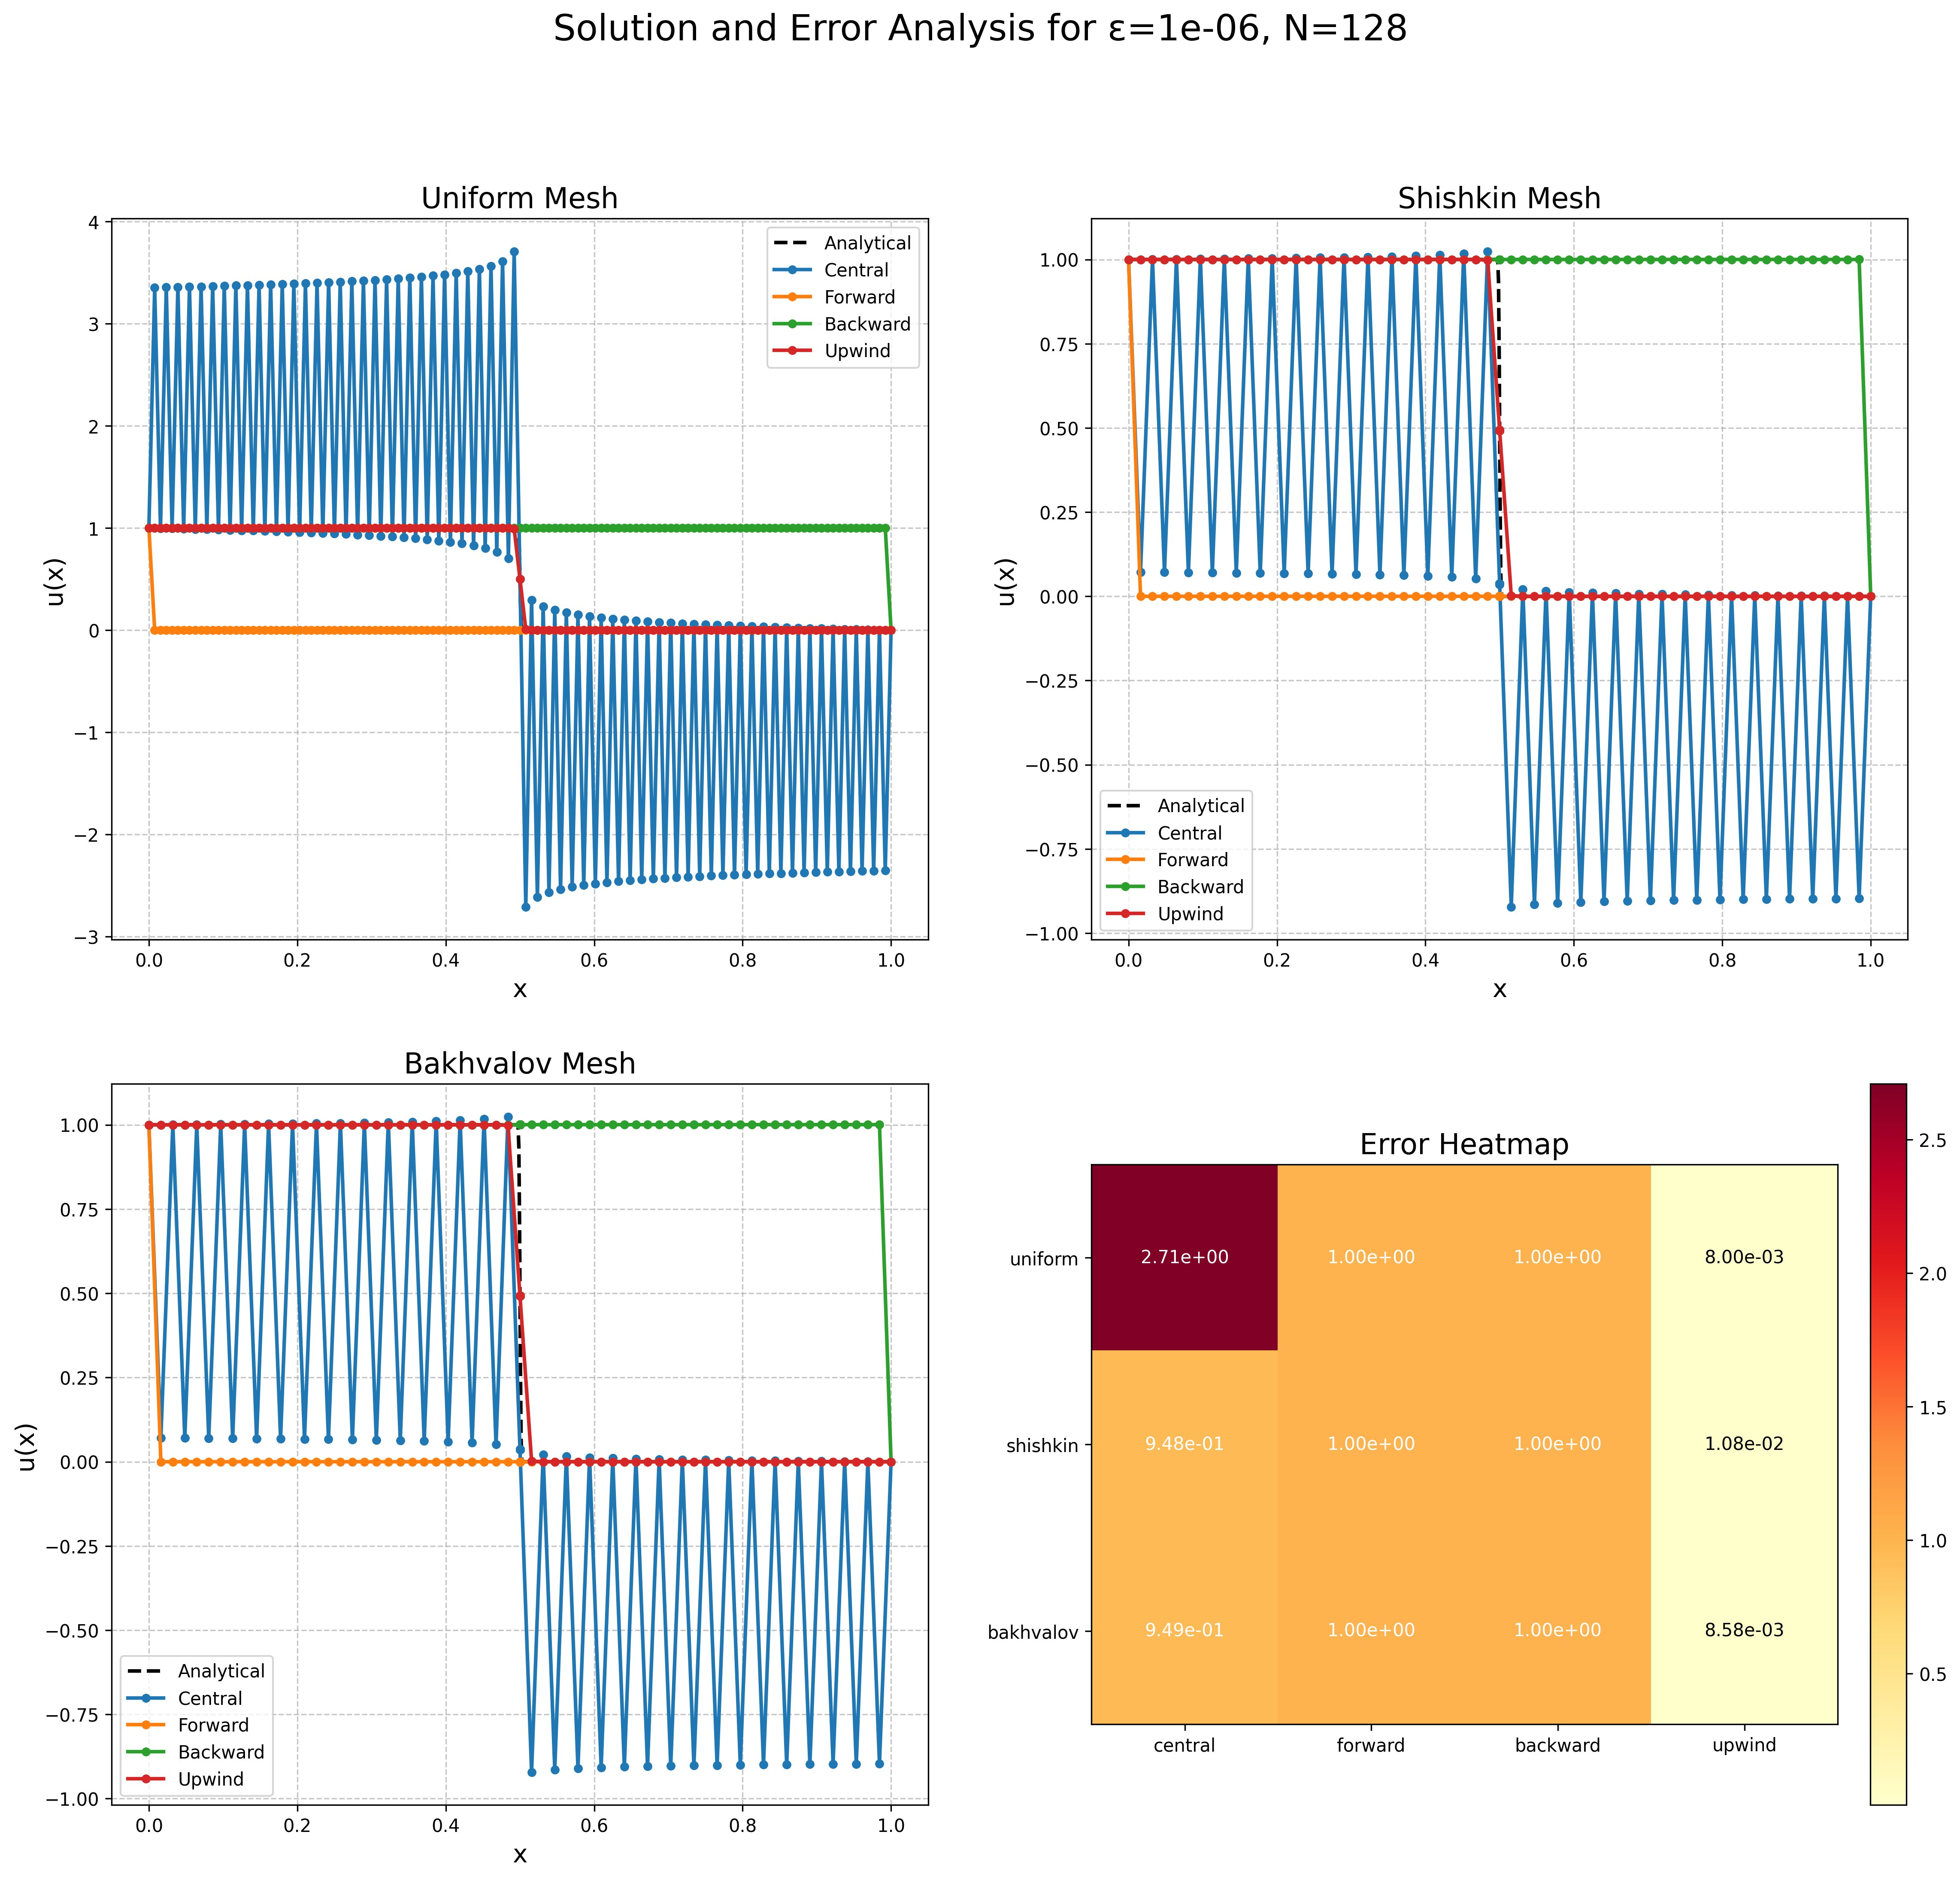 Solution and Error Analysis for ε=1e-06, N=128
Uniform Mesh
4
3
2
1
0
−1
−2
−3
u(x)
0.0 0.2 0.4 0.6 0.8 1.0
x
Analytical
Central
Forward
Backward
Upwind
Shishkin Mesh
1.00
0.75
0.50
0.25
0.00
−0.25
−0.50
−0.75
−1.00
u(x)
0.0 0.2 0.4 0.6 0.8 1.0
x
Analytical
Central
Forward
Backward
Upwind
Bakhvalov Mesh
1.00
0.75
0.50
0.25
0.00
−0.25
−0.50
−0.75
−1.00
u(x)
0.0 0.2 0.4 0.6 0.8 1.0
x
Analytical
Central
Forward
Backward
Upwind
Error Heatmap
uniform 2.71e+00 1.00e+00 1.00e+00 8.00e-03
shishkin 9.48e-01 1.00e+00 1.00e+00 1.08e-02
bakhvalov 9.49e-01 1.00e+00 1.00e+00 8.58e-03
central forward backward upwind
2.5
2.0
1.5
1.0
0.5